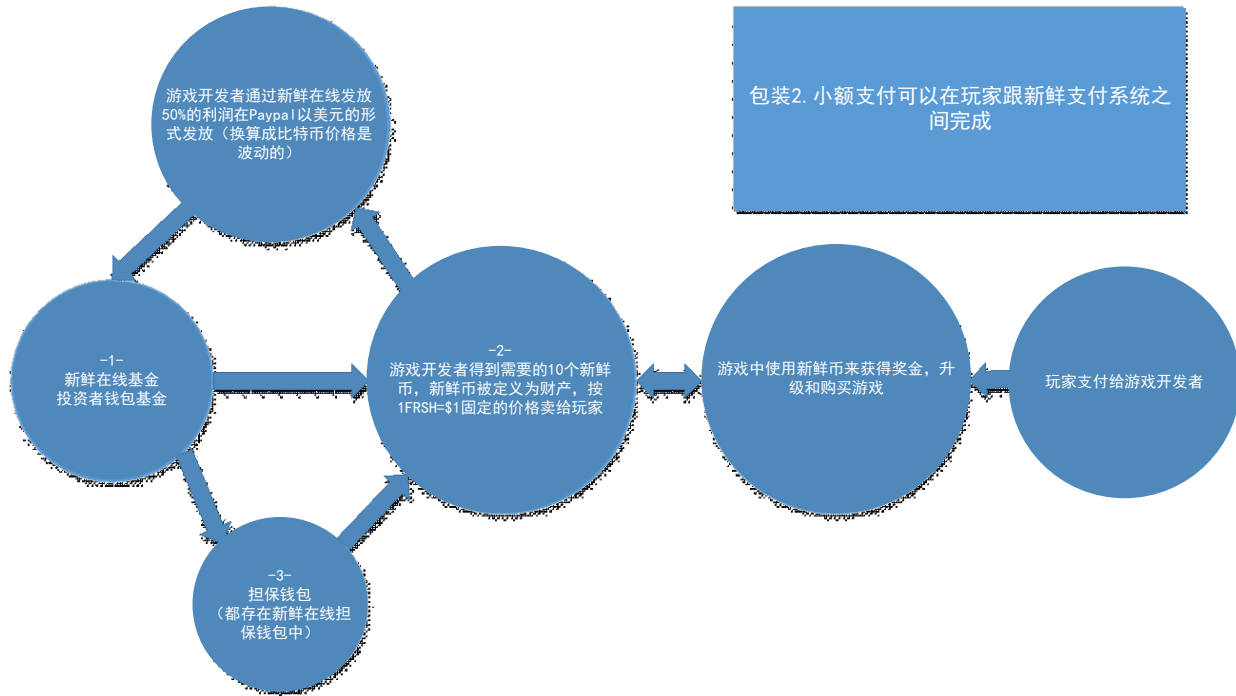 游戏开发者通过新鲜在线发放
50%的利润在Paypal以美元的形
式发放（换算成比特币价格是
波动的）
包装2.小额支付可以在玩家跟新鲜支付系统之
间完成
-1-
新鲜在线基金
投资者钱包基金
-2-
游戏开发者得到需要的10个新鲜
币，新鲜币被定义为财产，按
1FRSH=$1固定的价格卖给玩家
游戏中使用新鲜币来获得奖金，升
级和购买游戏
玩家支付给游戏开发者
-3-
担保钱包
（都存在新鲜在线担
保钱包中）